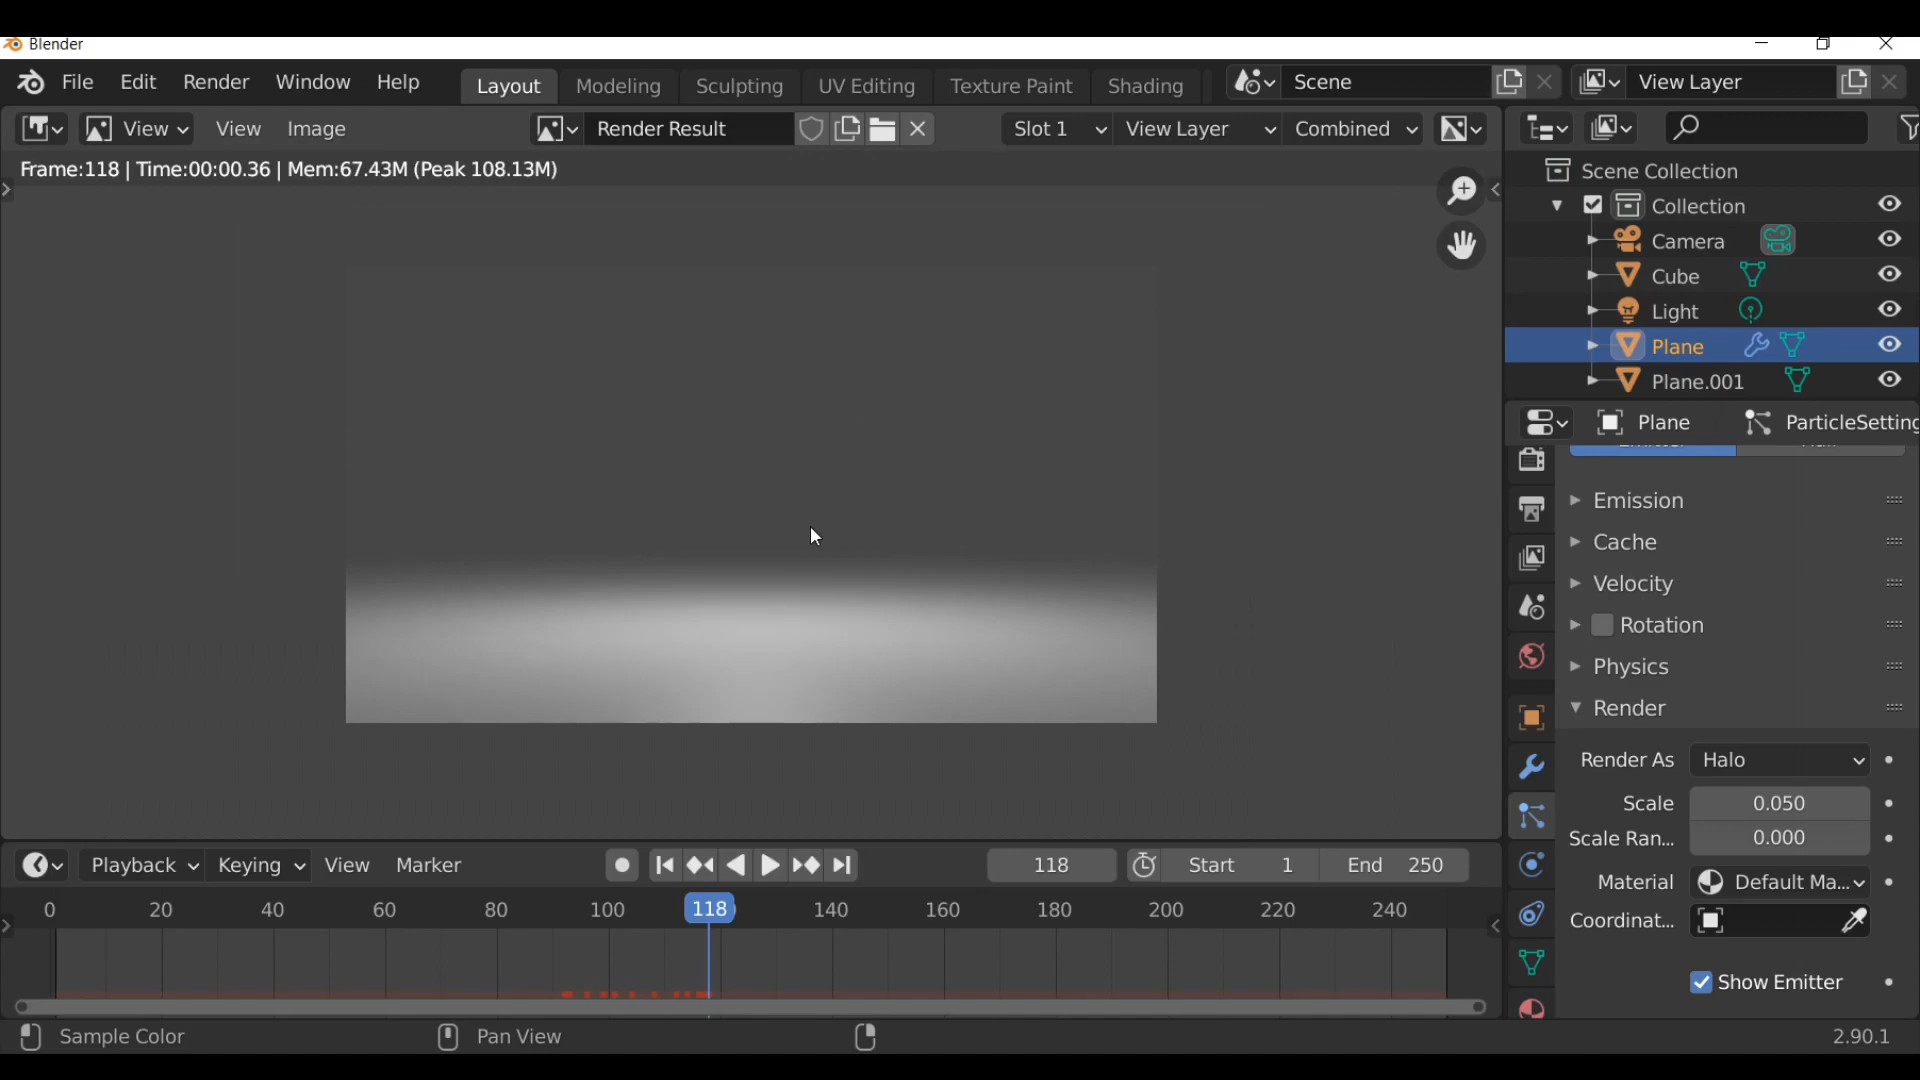 Blender
File Edit Render Window Help Layout Modeling Sculpting UV Editing Texture Paint Shading Scene View Layer
View View Image Render Result Slot 1 View Layer Combined
Frame:118 | Time:00:00.36 | Mem:67.43M (Peak 108.13M)
Scene Collection
Collection
Camera
Cube
Light
Plane
Plane.001
Plane ParticleSetting
Emission
Cache
Velocity
Rotation
Physics
Render
Render As Halo
Scale 0.050
Scale Ran... 0.000
Material Default Ma...
Coordinat...
Show Emitter
Playback Keying View Marker 118 Start 1 End 250
0 20 40 60 80 100 118 140 160 180 200 220 240
Sample Color Pan View 2.90.1